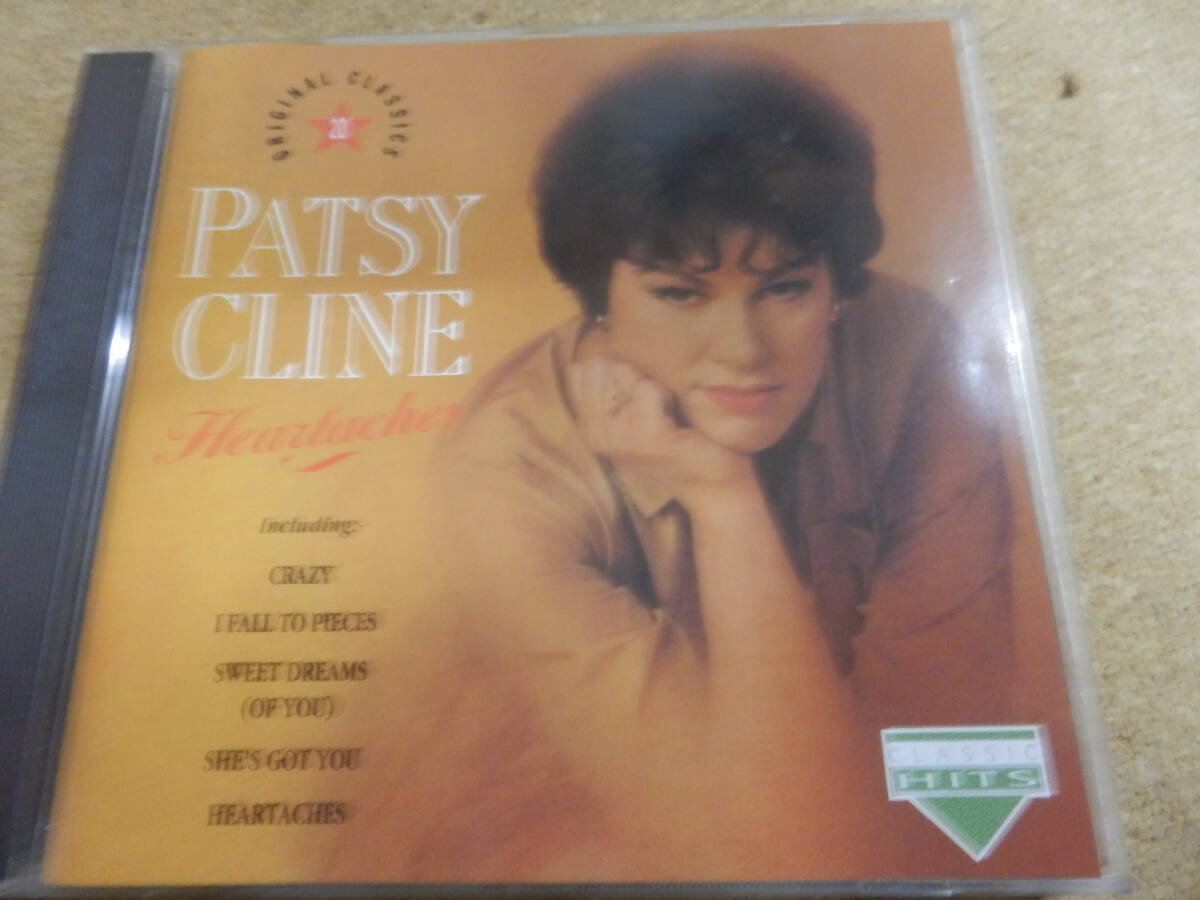 ORIGINAL CLASSICS
20
PATSY
CLINE
Heartaches
Including:-
CRAZY
I FALL TO PIECES
SWEET DREAMS
(OF YOU)
SHE'S GOT YOU
HEARTACHES
CLASSIC
HITS